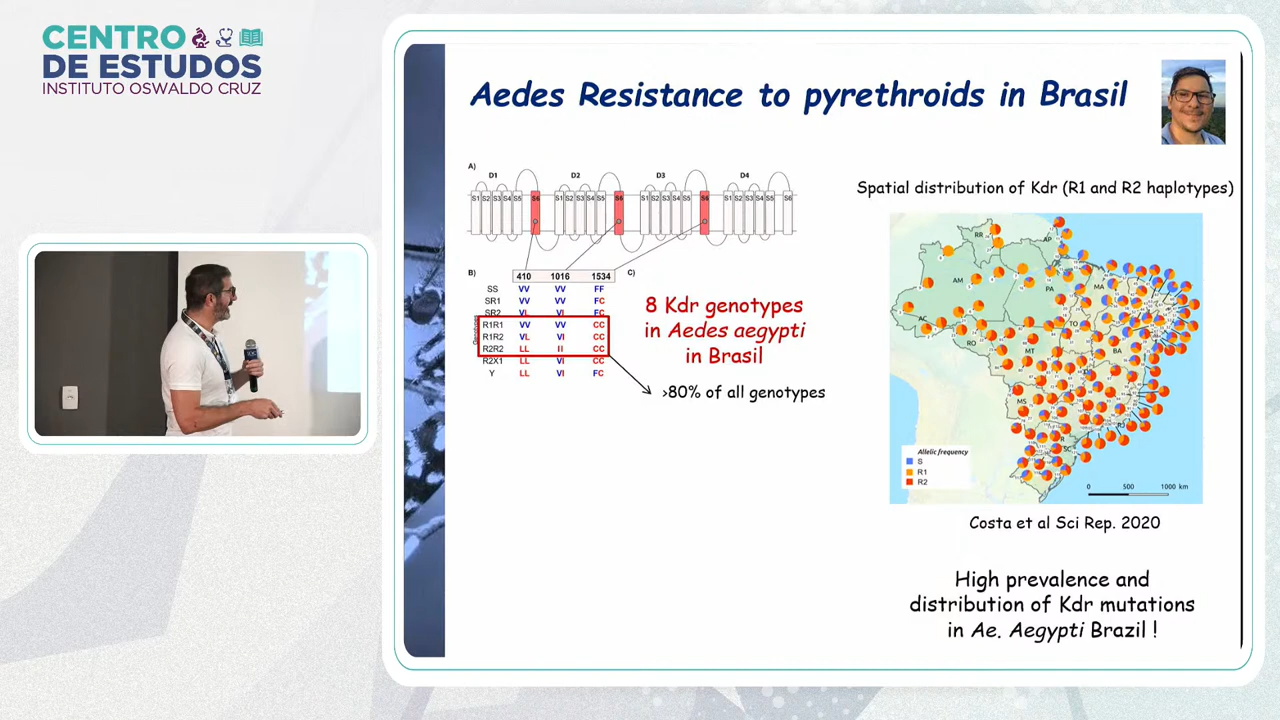 CENTRO
DE ESTUDOS
INSTITUTO OSWALDO CRUZ
Aedes Resistance to pyrethroids in Brasil
A)
D1 D2 D3 D4
S1 S2 S3 S4 S5 S6 S1 S2 S3 S4 S5 S6 S1 S2 S3 S4 S5 S6 S1 S2 S3 S4 S5 S6
B)
410 1016 1534
SS VV VV FF
SR1 VV VV FC
SR2 VL VI FC
R1R1 VV VV CC
R1R2 VL VI CC
R2R2 LL II CC
R2X1 LL VI CC
Y LL VI FC
Genotypes
C)
8 Kdr genotypes
in Aedes aegypti
in Brasil
>80% of all genotypes
Spatial distribution of Kdr (R1 and R2 haplotypes)
RR
AP
AM
PA
MA
AC
TO
RO
MT
BA
MS
RJ
SC
Allelic frequency
S
R1
R2
0 500 1000 km
Costa et al Sci Rep. 2020
High prevalence and
distribution of Kdr mutations
in Ae. Aegypti Brazil !